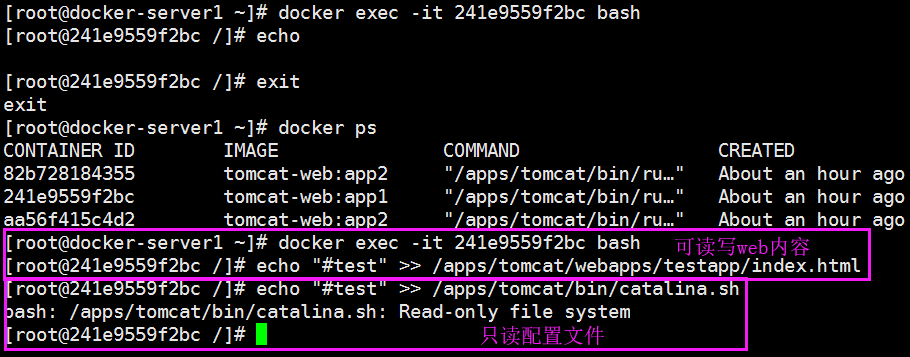 [root@docker-server1 ~]# docker exec -it 241e9559f2bc bash
[root@241e9559f2bc /]# echo
[root@241e9559f2bc /]# exit
exit
[root@docker-server1 ~]# docker ps
CONTAINER ID IMAGE COMMAND CREATED
82b728184355 tomcat-web:app2 "/apps/tomcat/bin/ru…" About an hour ago
241e9559f2bc tomcat-web:app1 "/apps/tomcat/bin/ru…" About an hour ago
aa56f415c4d2 tomcat-web:app2 "/apps/tomcat/bin/ru…" About an hour ago
[root@docker-server1 ~]# docker exec -it 241e9559f2bc bash 可读写web内容
[root@241e9559f2bc /]# echo "#test" >> /apps/tomcat/webapps/testapp/index.html
[root@241e9559f2bc /]# echo "#test" >> /apps/tomcat/bin/catalina.sh
bash: /apps/tomcat/bin/catalina.sh: Read-only file system
[root@241e9559f2bc /]# 只读配置文件